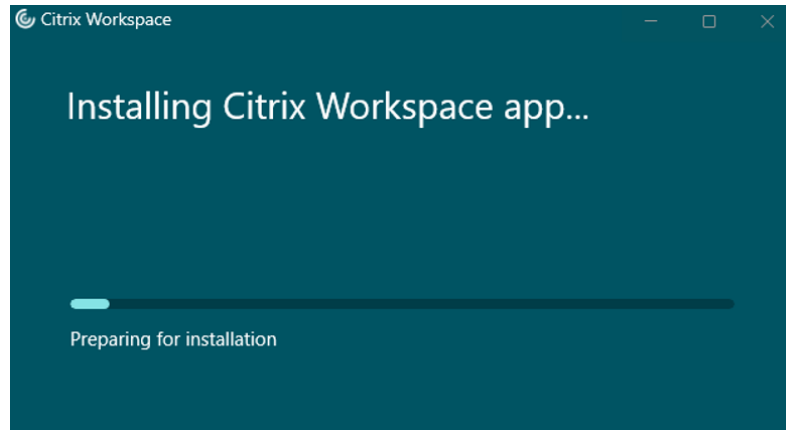 Citrix Workspace
Installing Citrix Workspace app...
Preparing for installation